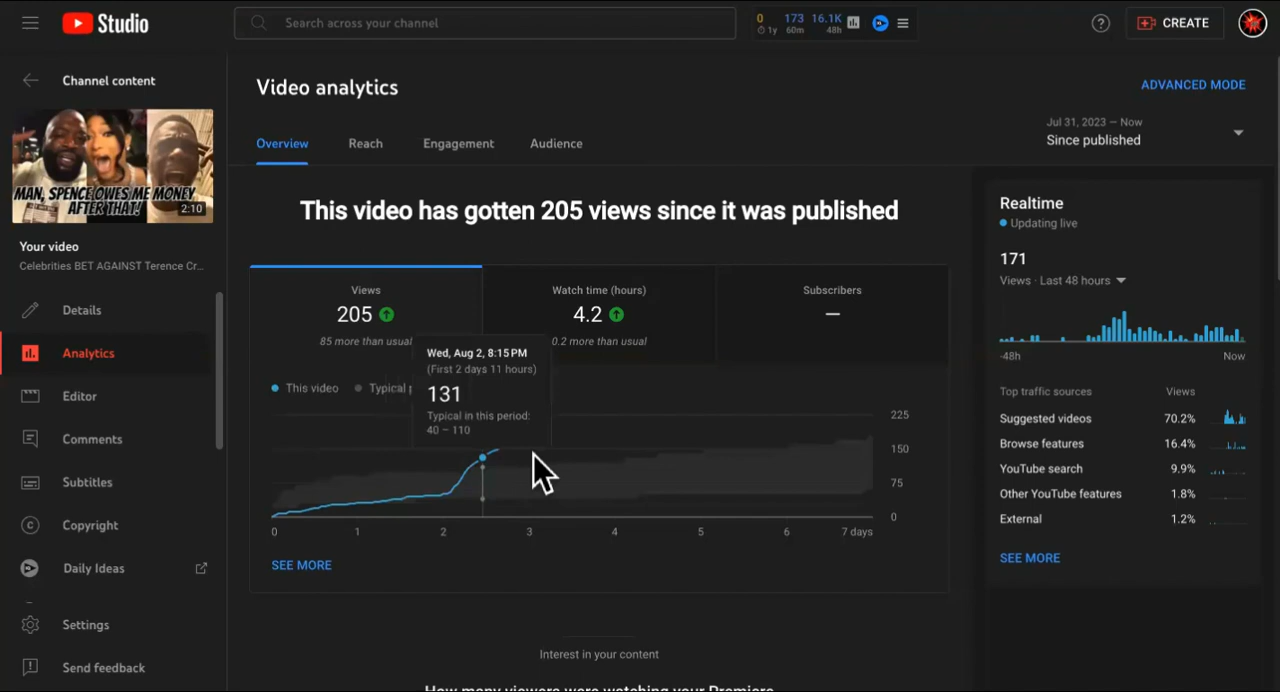 Studio
Search across your channel
0 173 16.1K
1y 60m 48h
?
CREATE
Channel content
MAN, SPENCE OWES ME MONEY
AFTER THAT!
2:10
Your video
Celebrities BET AGAINST Terence Cr...
Details
Analytics
Editor
Comments
Subtitles
Copyright
Daily Ideas
Settings
Send feedback
Video analytics
ADVANCED MODE
Overview Reach Engagement Audience
Jul 31, 2023 – Now
Since published
This video has gotten 205 views since it was published
Views
205
85 more than usual
Watch time (hours)
4.2
0.2 more than usual
Subscribers
—
This video
Typical
Wed, Aug 2, 8:15 PM
(First 2 days 11 hours)
131
Typical in this period:
40 – 110
225
150
75
0
0 1 2 3 4 5 6 7 days
SEE MORE
Interest in your content
How many viewers were watching your Premiere
Realtime
Updating live
171
Views · Last 48 hours
-48h Now
Top traffic sources Views
Suggested videos 70.2%
Browse features 16.4%
YouTube search 9.9%
Other YouTube features 1.8%
External 1.2%
SEE MORE